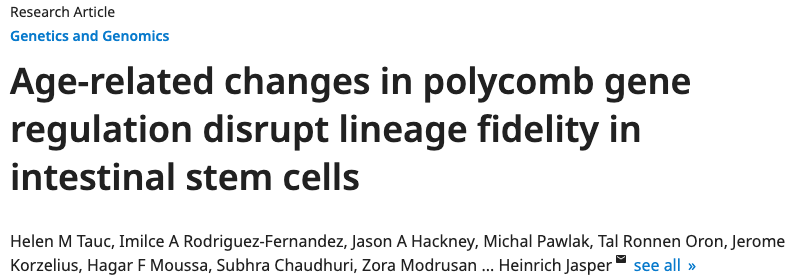 Research Article
Genetics and Genomics
Age-related changes in polycomb gene
regulation disrupt lineage fidelity in
intestinal stem cells
Helen M Tauc, Imilce A Rodriguez-Fernandez, Jason A Hackney, Michal Pawlak, Tal Ronnen Oron, Jerome
Korzelius, Hagar F Moussa, Subhra Chaudhuri, Zora Modrusan ... Heinrich Jasper see all »